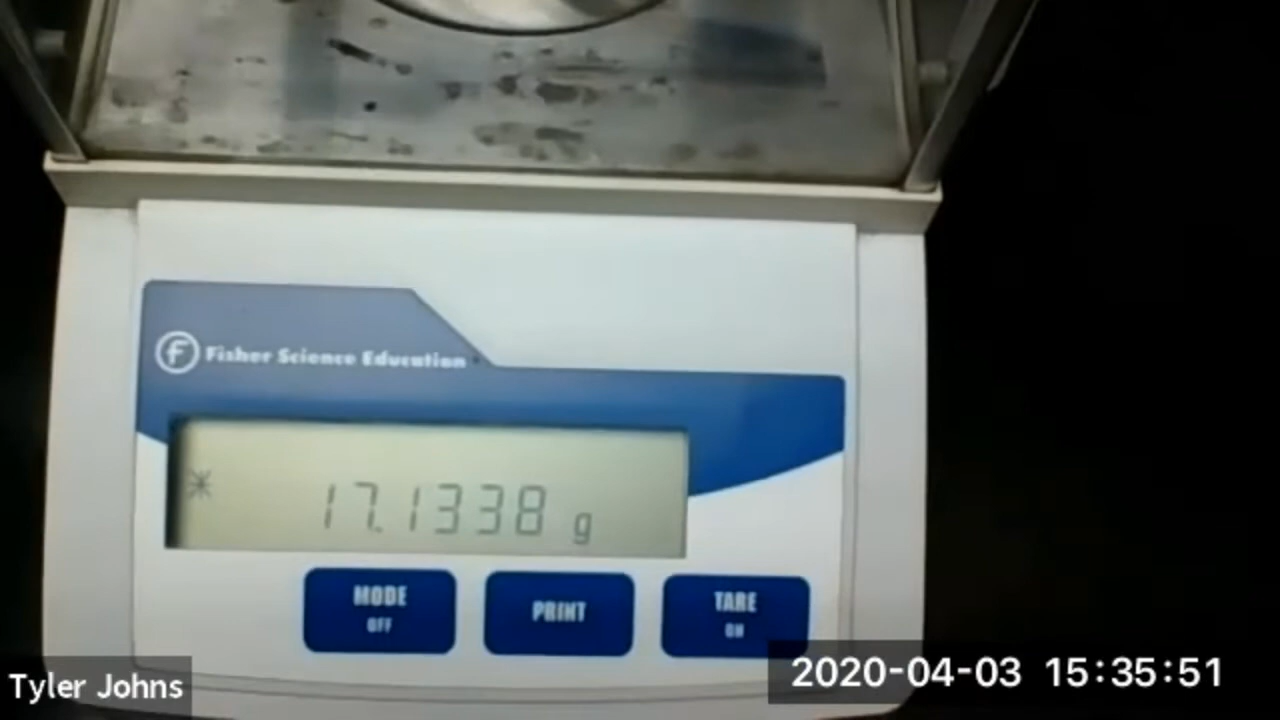 Fisher Science Education
* 17.1338 g
MODE
OFF
PRINT
TARE
ON
Tyler Johns
2020-04-03 15:35:51